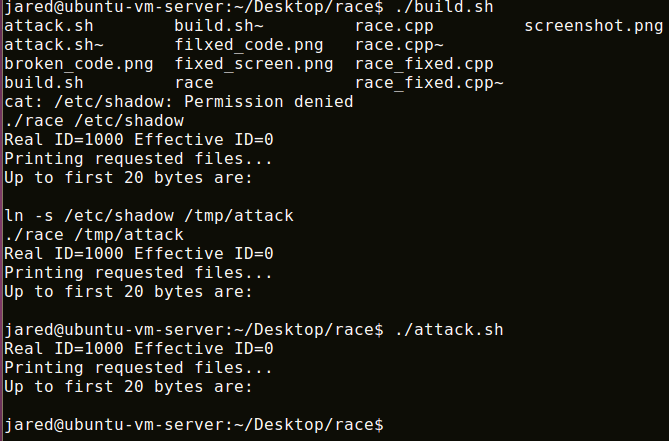 jared@ubuntu-vm-server:~/Desktop/race$ ./build.sh
attack.sh build.sh~ race.cpp screenshot.png
attack.sh~ filxed_code.png race.cpp~
broken_code.png fixed_screen.png race_fixed.cpp
build.sh race race_fixed.cpp~
cat: /etc/shadow: Permission denied
./race /etc/shadow
Real ID=1000 Effective ID=0
Printing requested files...
Up to first 20 bytes are:
ln -s /etc/shadow /tmp/attack
./race /tmp/attack
Real ID=1000 Effective ID=0
Printing requested files...
Up to first 20 bytes are:
jared@ubuntu-vm-server:~/Desktop/race$ ./attack.sh
Real ID=1000 Effective ID=0
Printing requested files...
Up to first 20 bytes are:
jared@ubuntu-vm-server:~/Desktop/race$